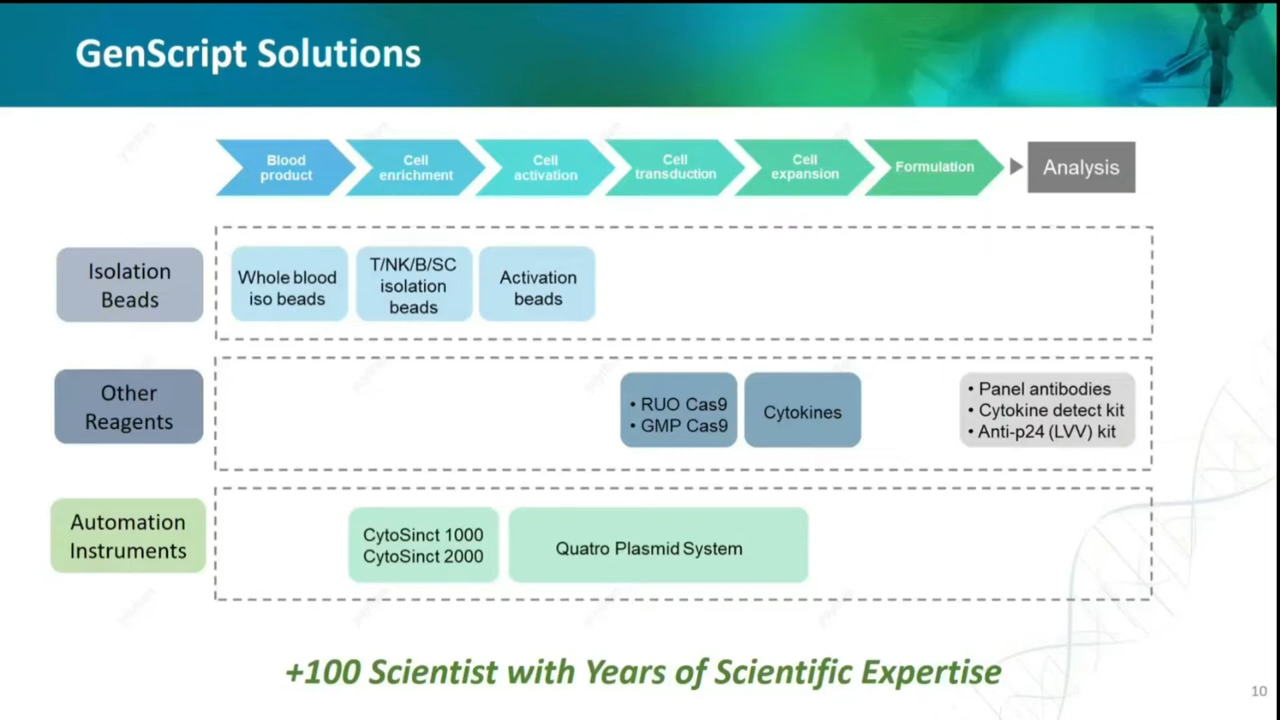 GenScript Solutions
Blood
product
Cell
enrichment
Cell
activation
Cell
transduction
Cell
expansion
Formulation
Analysis
Isolation
Beads
Whole blood
iso beads
T/NK/B/SC
isolation
beads
Activation
beads
Other
Reagents
• RUO Cas9
• GMP Cas9
Cytokines
• Panel antibodies
• Cytokine detect kit
• Anti-p24 (LVV) kit
Automation
Instruments
CytoSinct 1000
CytoSinct 2000
Quatro Plasmid System
+100 Scientist with Years of Scientific Expertise
10